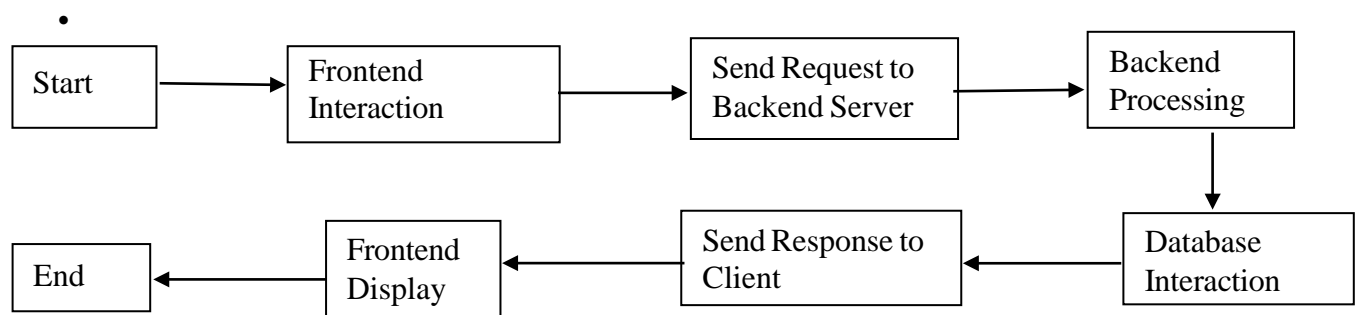 •
Start
Frontend
Interaction
Send Request to
Backend Server
Backend
Processing
Database
Interaction
Send Response to
Client
Frontend
Display
End